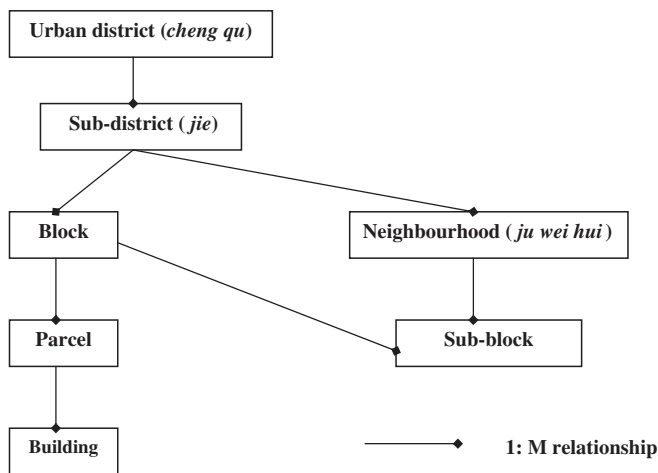 Urban district (cheng qu)
Sub-district ( jie)
Block
Neighbourhood ( ju wei hui )
Parcel
Sub-block
Building
1: M relationship